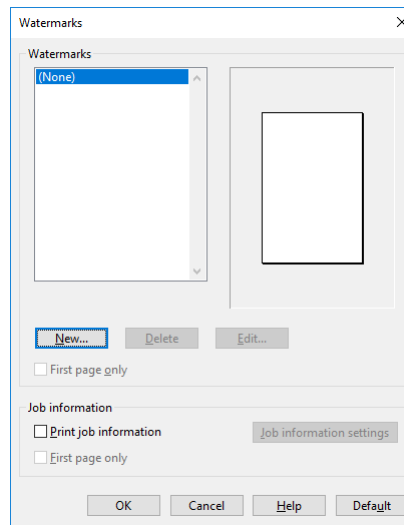 Watermarks
Watermarks
(None)
New... Delete Edit...
First page only
Job information
Print job information Job information settings
First page only
OK Cancel Help Default